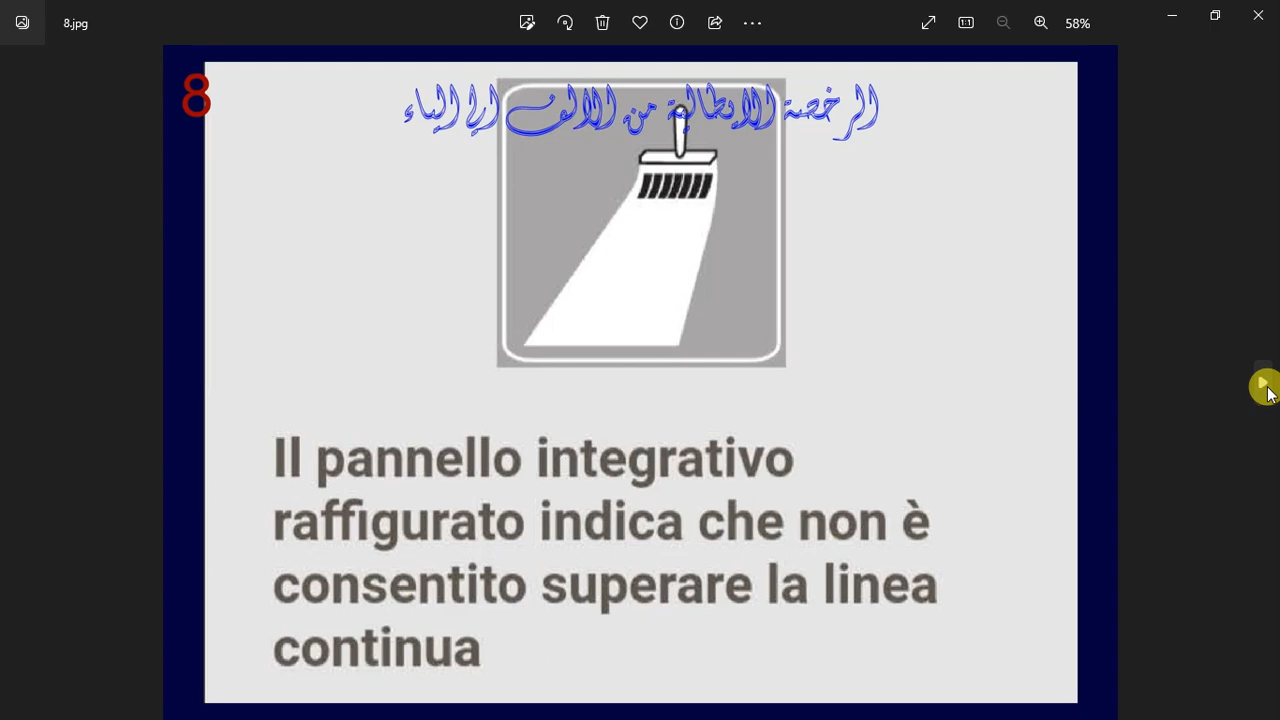 8.jpg
58%
8
الرخصة الايطالية من الالف الى الياء
Il pannello integrativo
raffigurato indica che non è
consentito superare la linea
continua